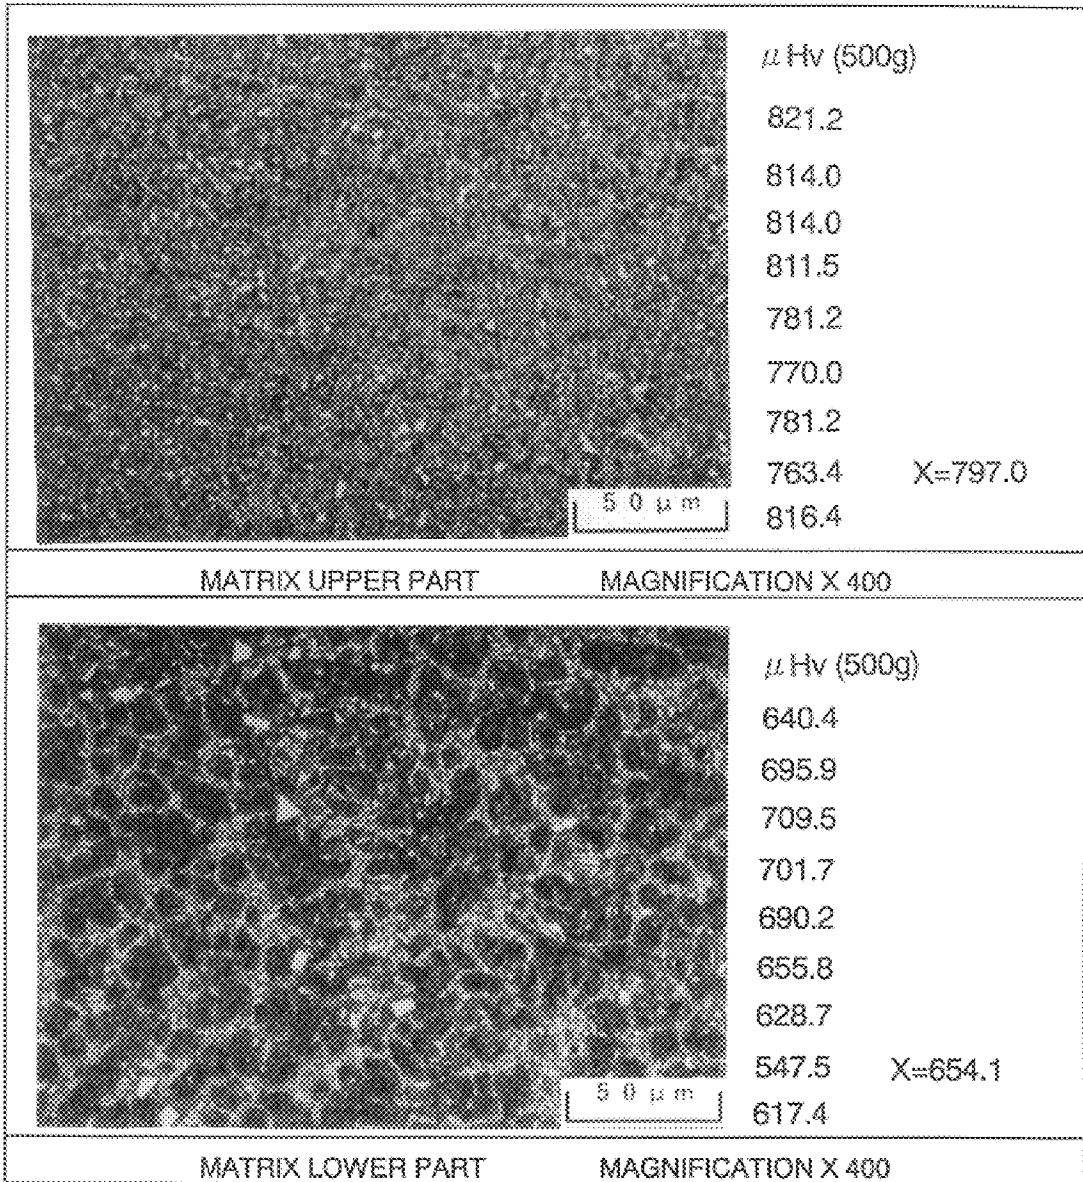 μ Hv (500g)
821.2
814.0
814.0
811.5
781.2
770.0
781.2
763.4 X=797.0
50 μm
816.4
MATRIX UPPER PART MAGNIFICATION X 400
μ Hv (500g)
640.4
695.9
709.5
701.7
690.2
655.8
628.7
547.5 X=654.1
50 μm
617.4
MATRIX LOWER PART MAGNIFICATION X 400